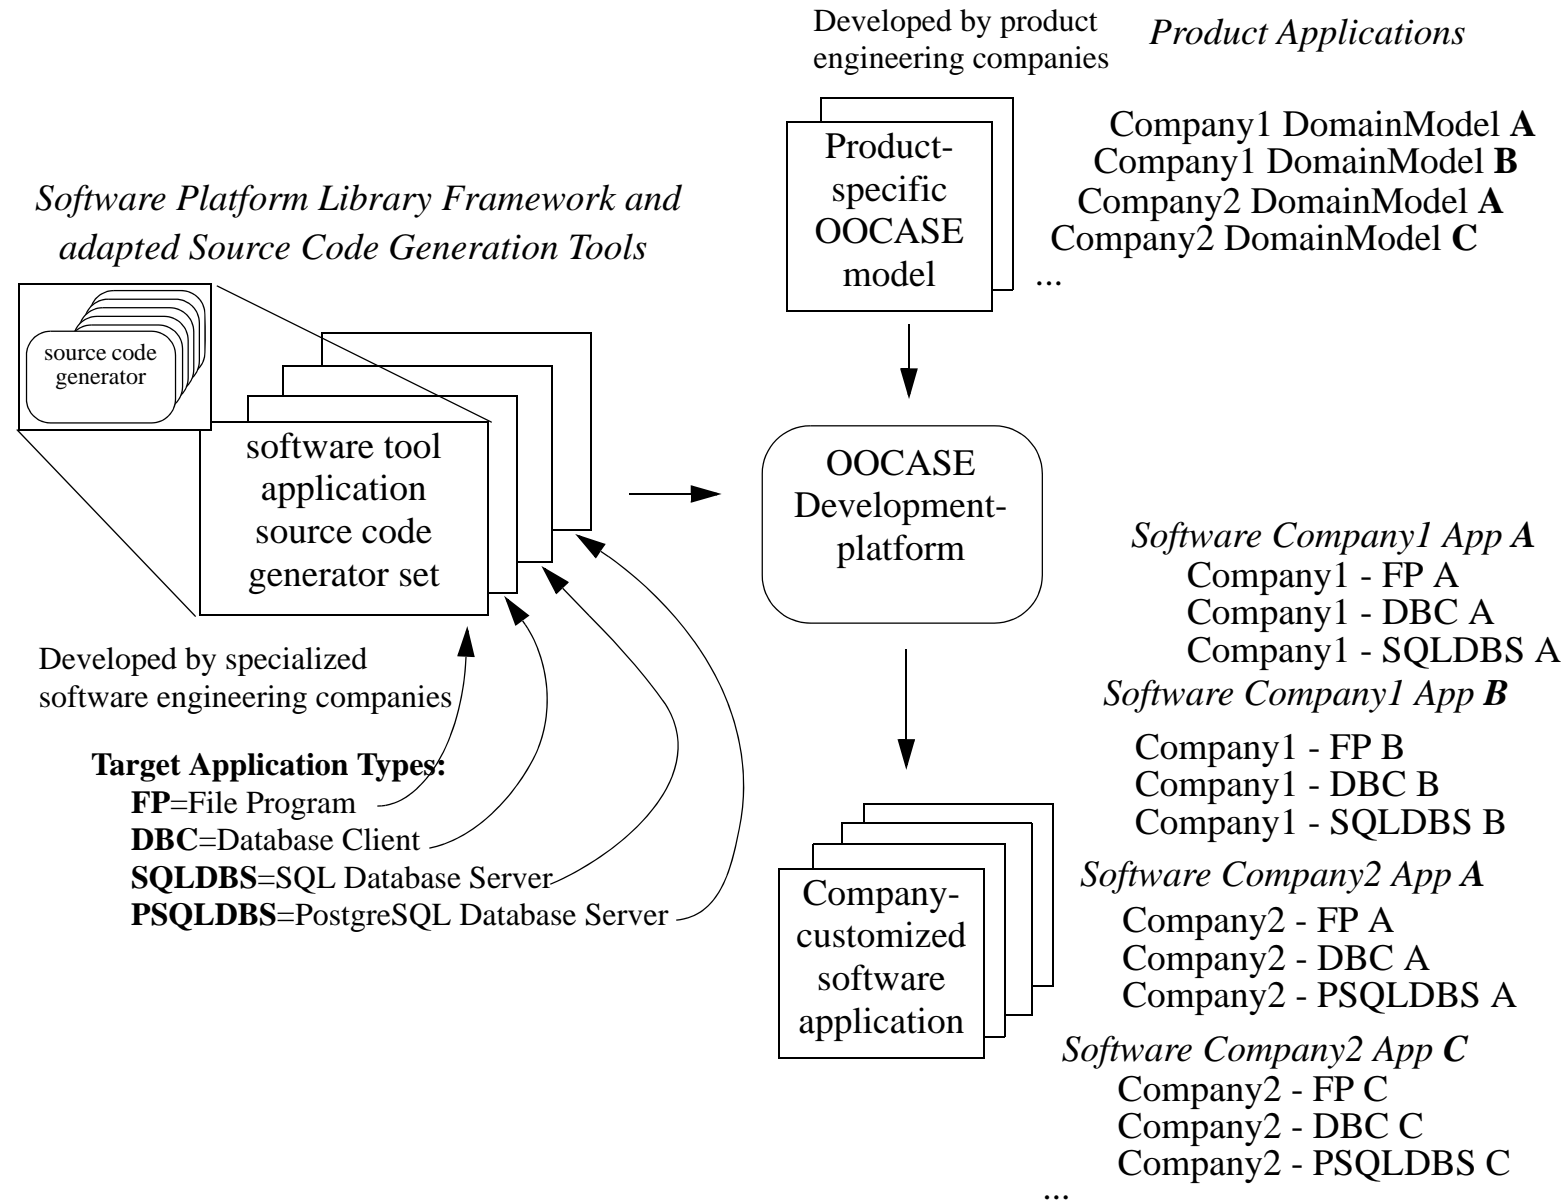 Developed by product
engineering companies
Product Applications
Product-
specific
OOCASE
model
Company1 DomainModel A
Company1 DomainModel B
Company2 DomainModel A
Company2 DomainModel C
...
Software Platform Library Framework and
adapted Source Code Generation Tools
source code
generator
software tool
application
source code
generator set
OOCASE
Development-
platform
Developed by specialized
software engineering companies
Target Application Types:
FP=File Program
DBC=Database Client
SQLDBS=SQL Database Server
PSQLDBS=PostgreSQL Database Server
Company-
customized
software
application
Software Company1 App A
Company1 - FP A
Company1 - DBC A
Company1 - SQLDBS A
Software Company1 App B
Company1 - FP B
Company1 - DBC B
Company1 - SQLDBS B
Software Company2 App A
Company2 - FP A
Company2 - DBC A
Company2 - PSQLDBS A
Software Company2 App C
Company2 - FP C
Company2 - DBC C
Company2 - PSQLDBS C
...